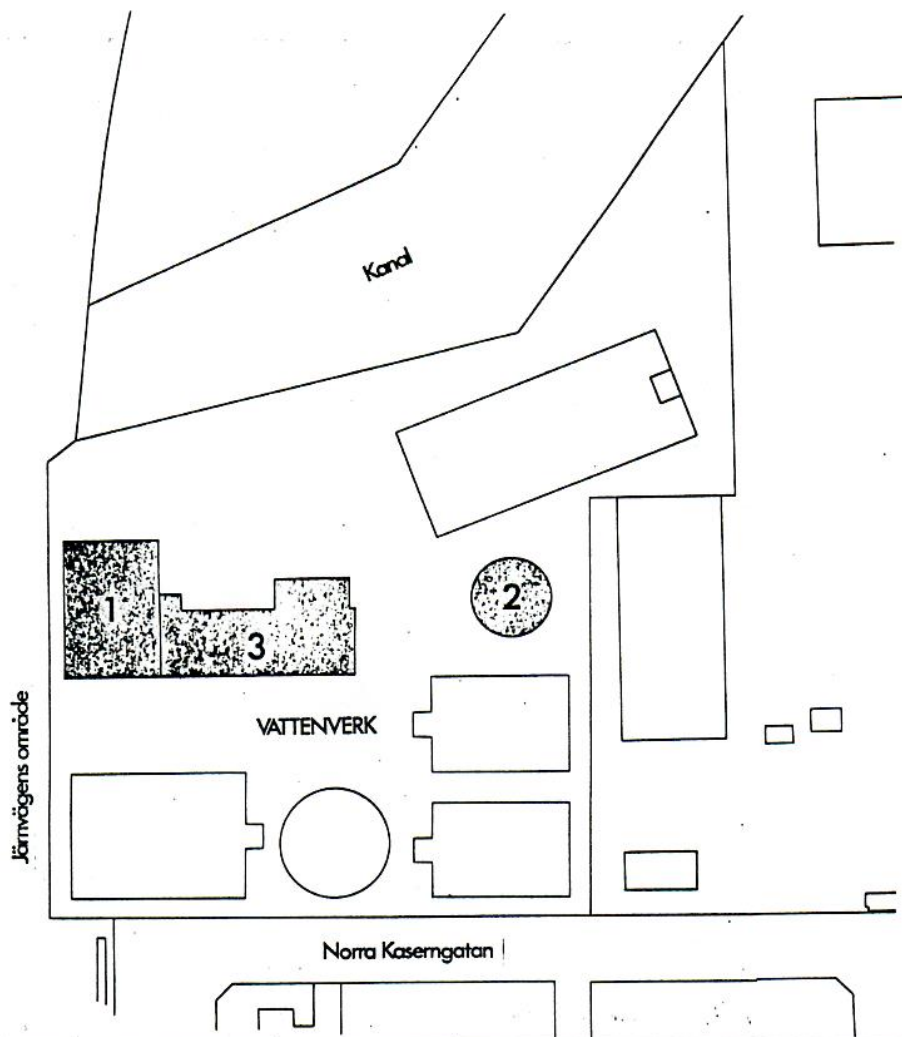 Kanal
1
2
3
VATTENVERK
Järnvägens område
Norra Kaserngatan